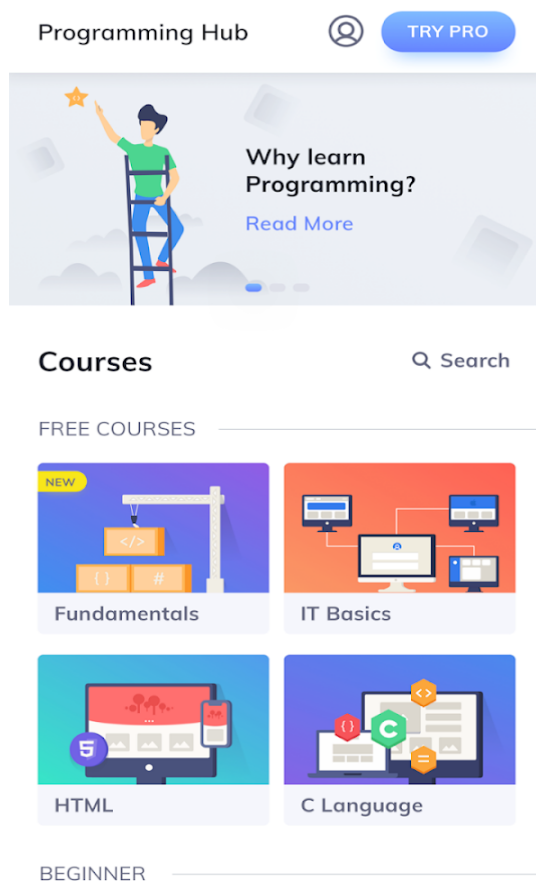 Programming Hub
TRY PRO
Why learn
Programming?
Read More
Courses
Search
FREE COURSES
NEW
</>
{ }
#
Fundamentals
IT Basics
5
HTML
<>
{ }
C
=
C Language
BEGINNER